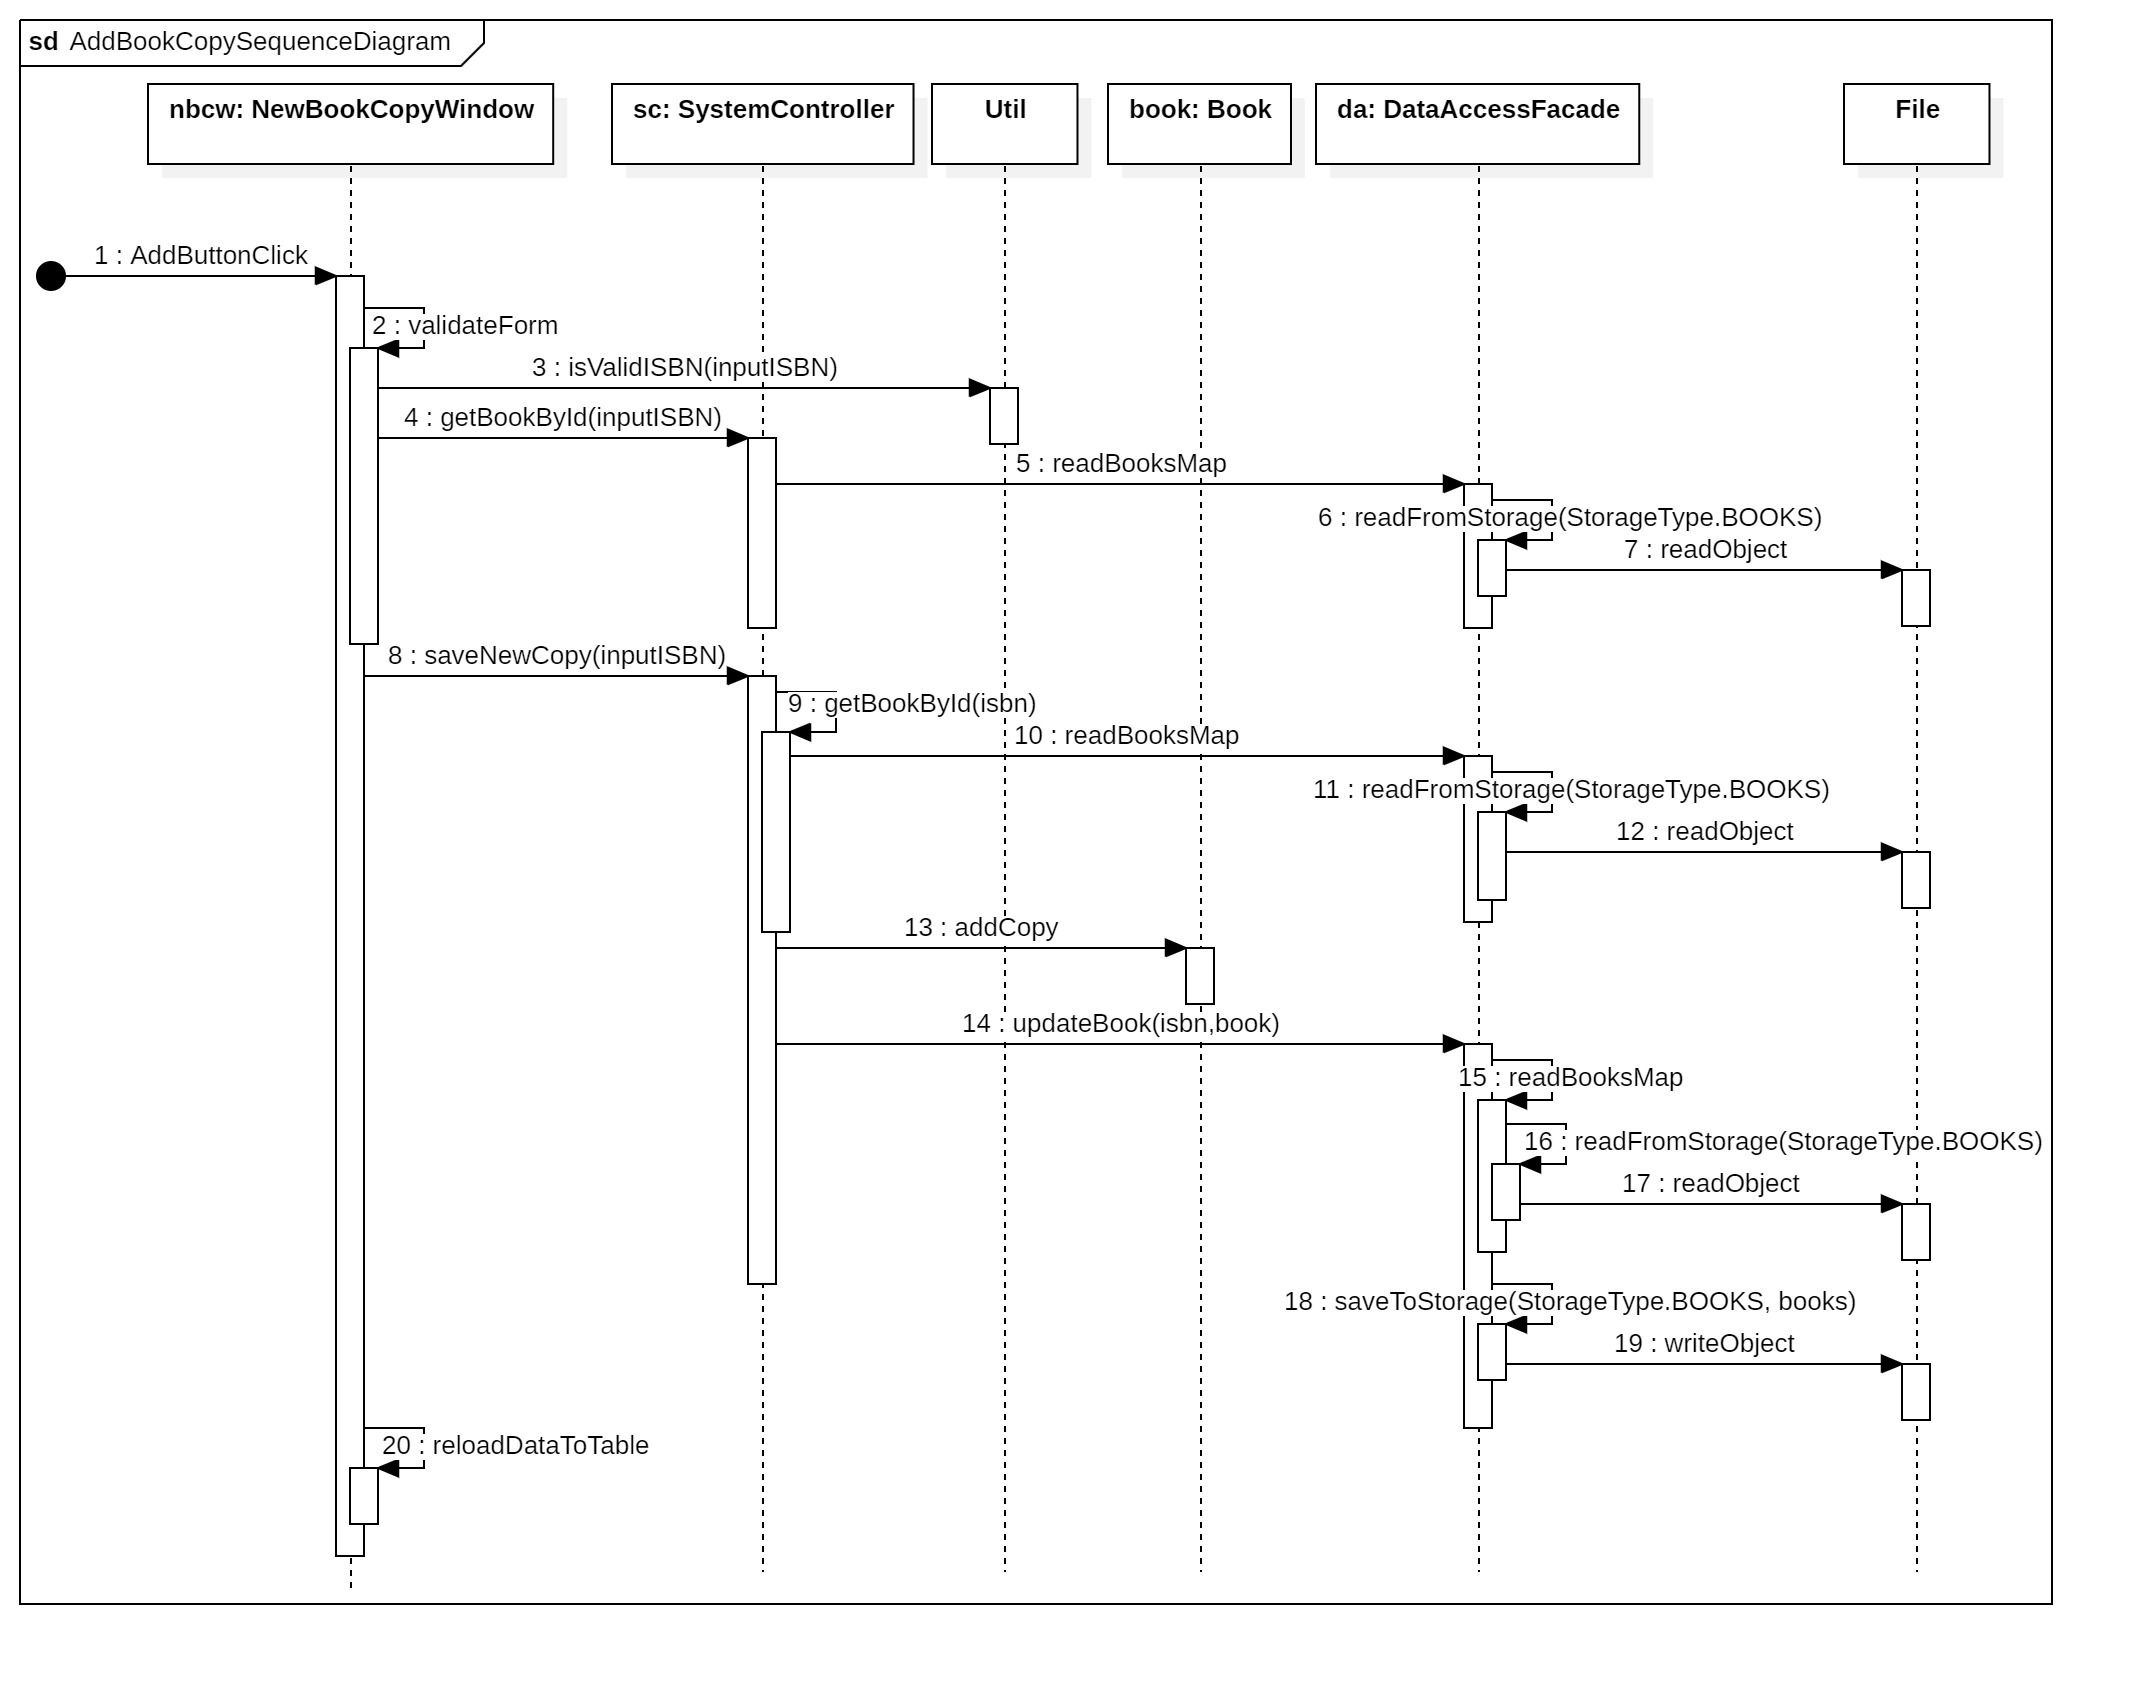 sd AddBookCopySequenceDiagram
nbcw: NewBookCopyWindow
sc: SystemController
Util
book: Book
da: DataAccessFacade
File
1 : AddButtonClick
2 : validateForm
3 : isValidISBN(inputISBN)
4 : getBookById(inputISBN)
5 : readBooksMap
6 : readFromStorage(StorageType.BOOKS)
7 : readObject
8 : saveNewCopy(inputISBN)
9 : getBookById(isbn)
10 : readBooksMap
11 : readFromStorage(StorageType.BOOKS)
12 : readObject
13 : addCopy
14 : updateBook(isbn,book)
15 : readBooksMap
16 : readFromStorage(StorageType.BOOKS)
17 : readObject
18 : saveToStorage(StorageType.BOOKS, books)
19 : writeObject
20 : reloadDataToTable